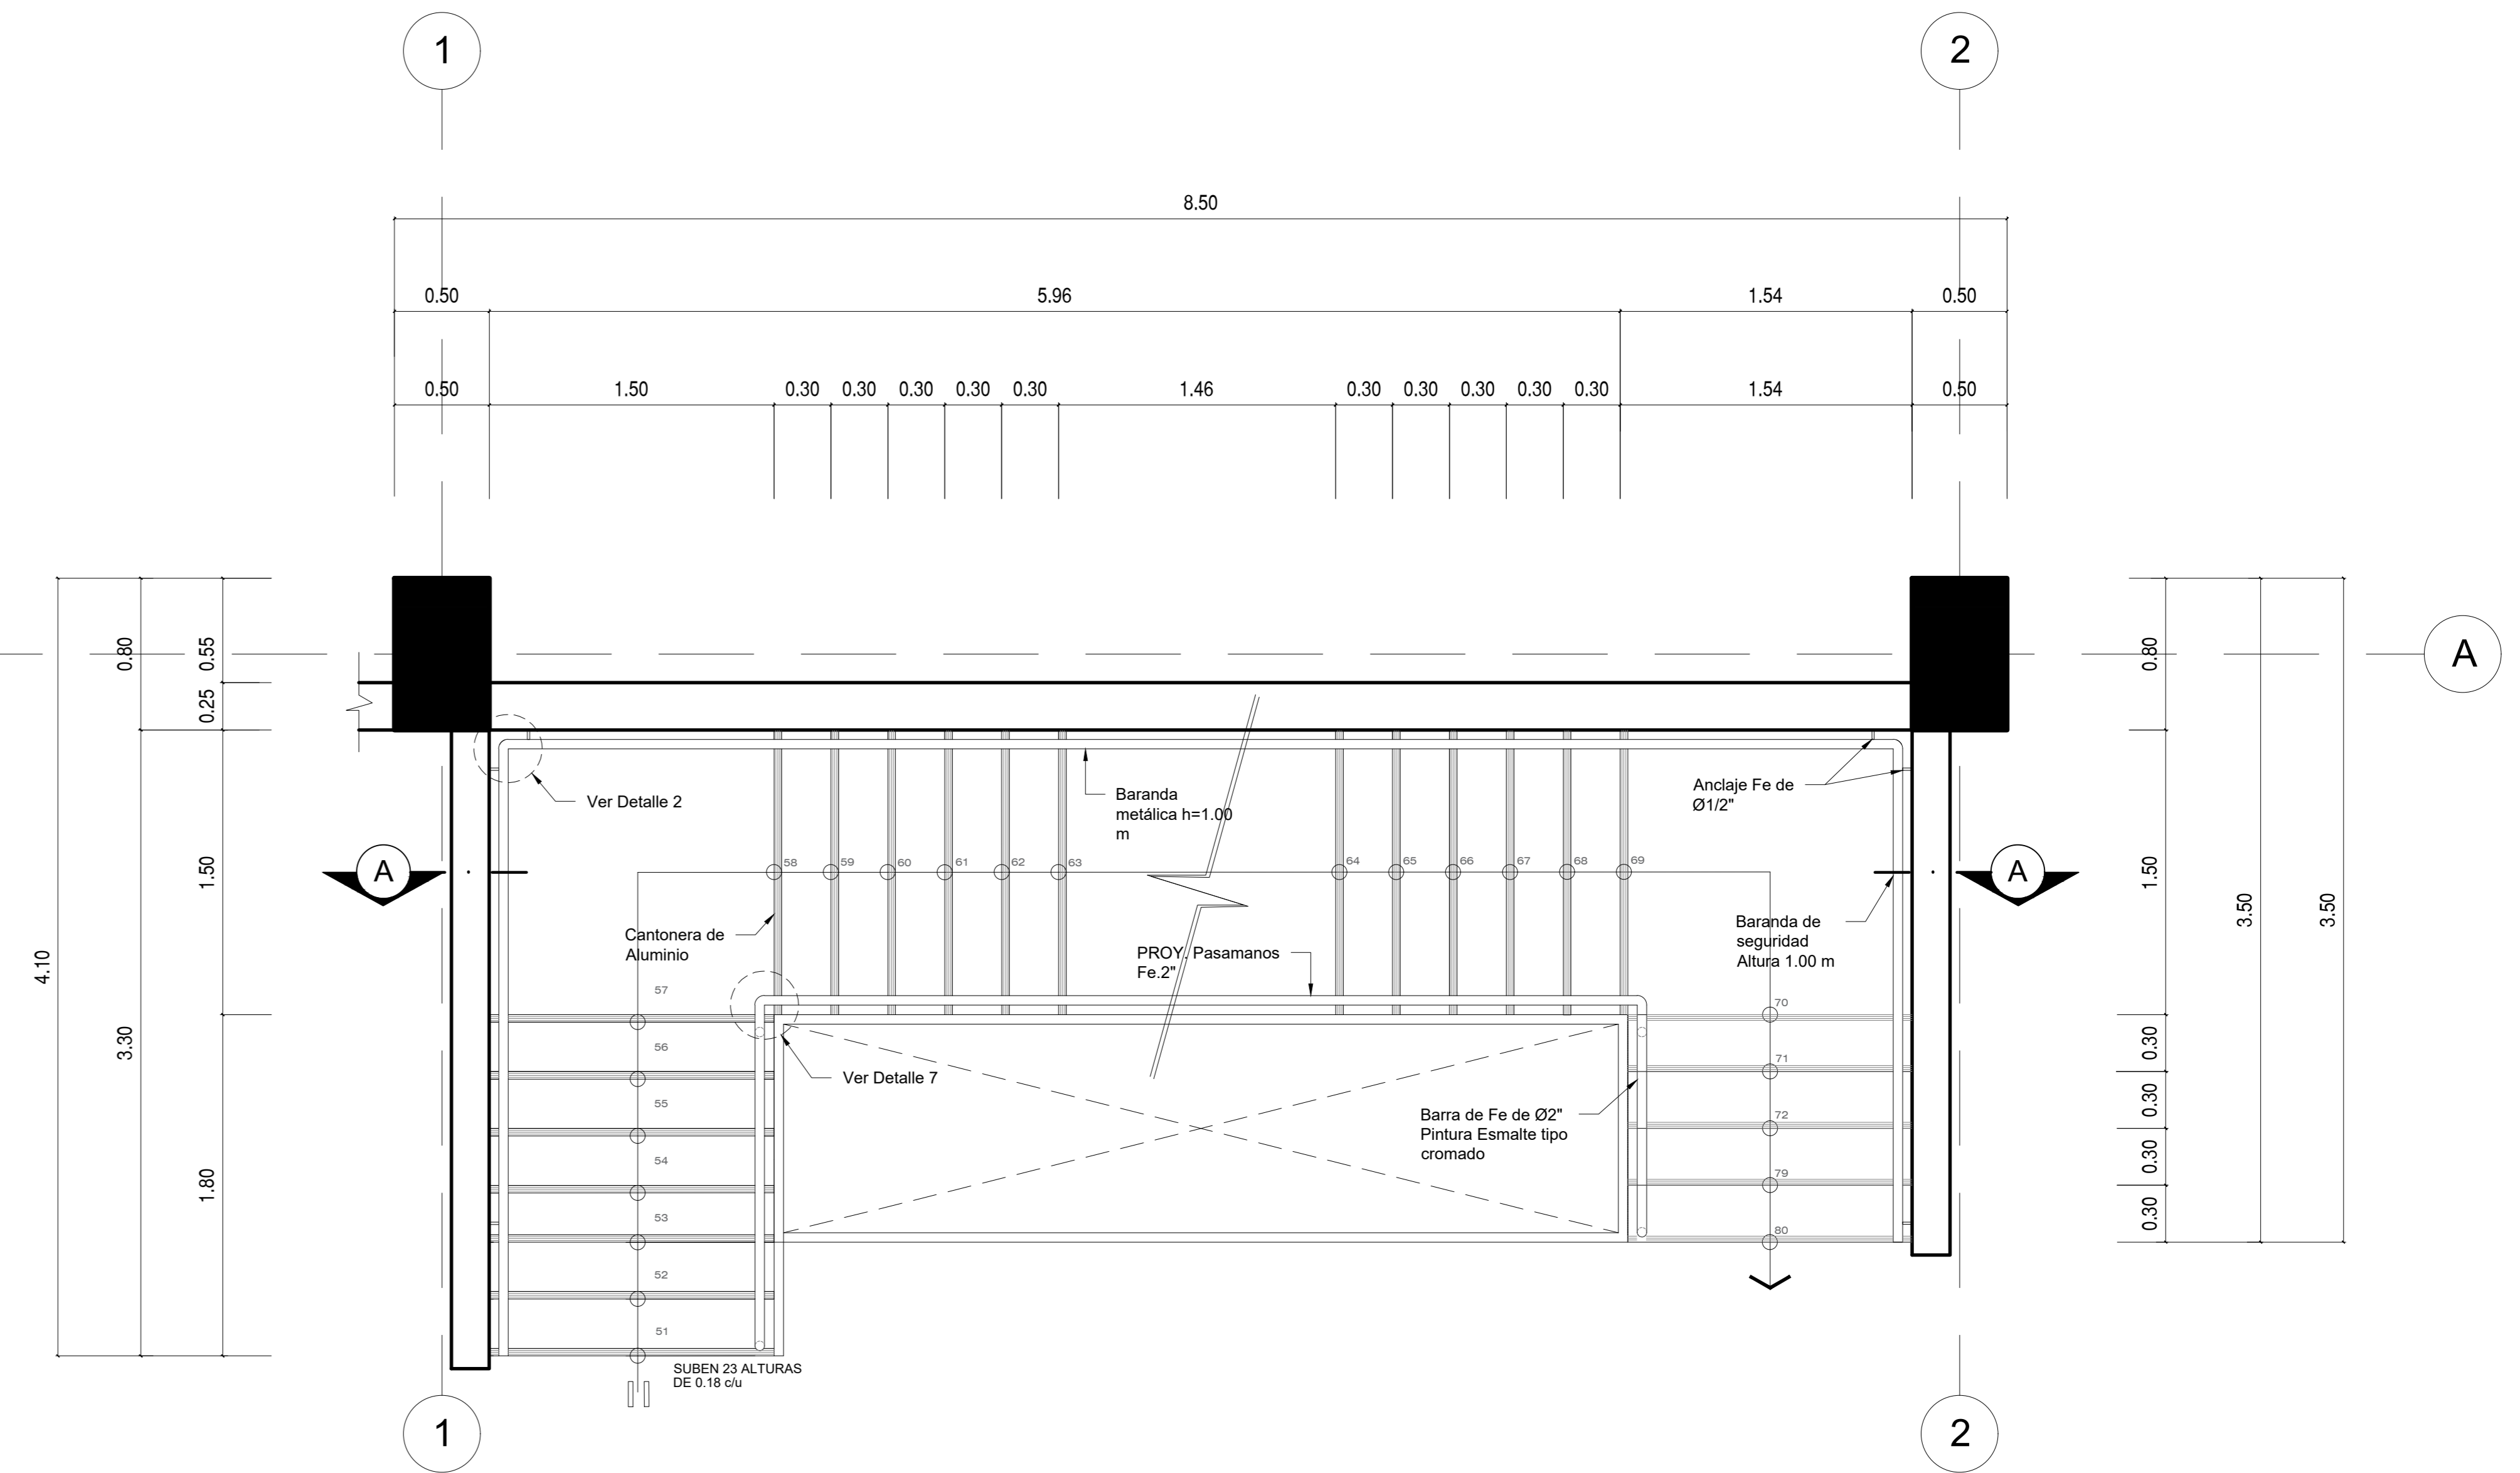 1
2
8.50
0.50
5.96
1.54
0.50
0.50
1.50
0.30
0.30
0.30
0.30
0.30
1.46
0.30
0.30
0.30
0.30
0.30
1.54
0.50
4.10
0.80
3.30
0.55
0.25
1.50
1.80
0.80
1.50
0.30
0.30
0.30
0.30
3.50
3.50
A
Ver Detalle 2
Baranda
metálica h=1.00
m
Anclaje Fe de
Ø1/2"
A
A
58
59
60
61
62
63
64
65
66
67
68
69
Cantonera de
Aluminio
PROY. Pasamanos
Fe.2"
Baranda de
seguridad
Altura 1.00 m
57
56
55
54
53
52
51
70
71
72
79
80
Ver Detalle 7
Barra de Fe de Ø2"
Pintura Esmalte tipo
cromado
SUBEN 23 ALTURAS
DE 0.18 c/u
1
2